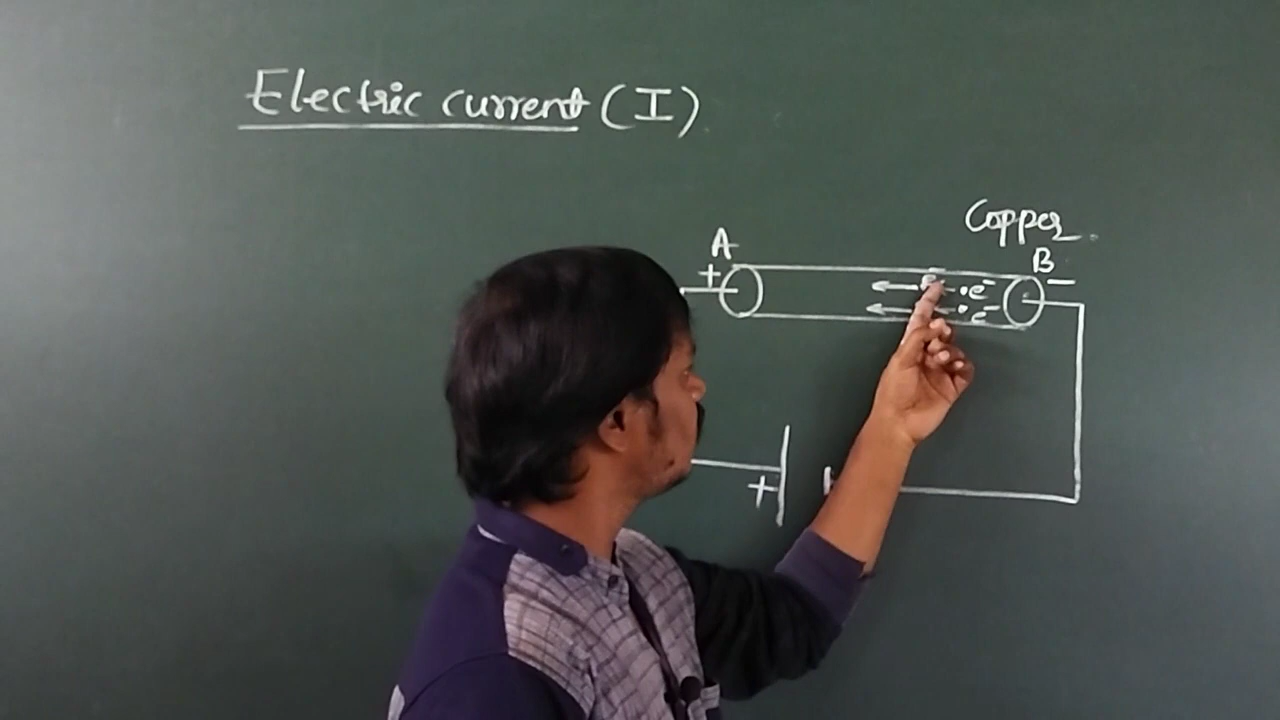 Electric current (I)
Copper
A
B
+
−
e⁻
e⁻
+